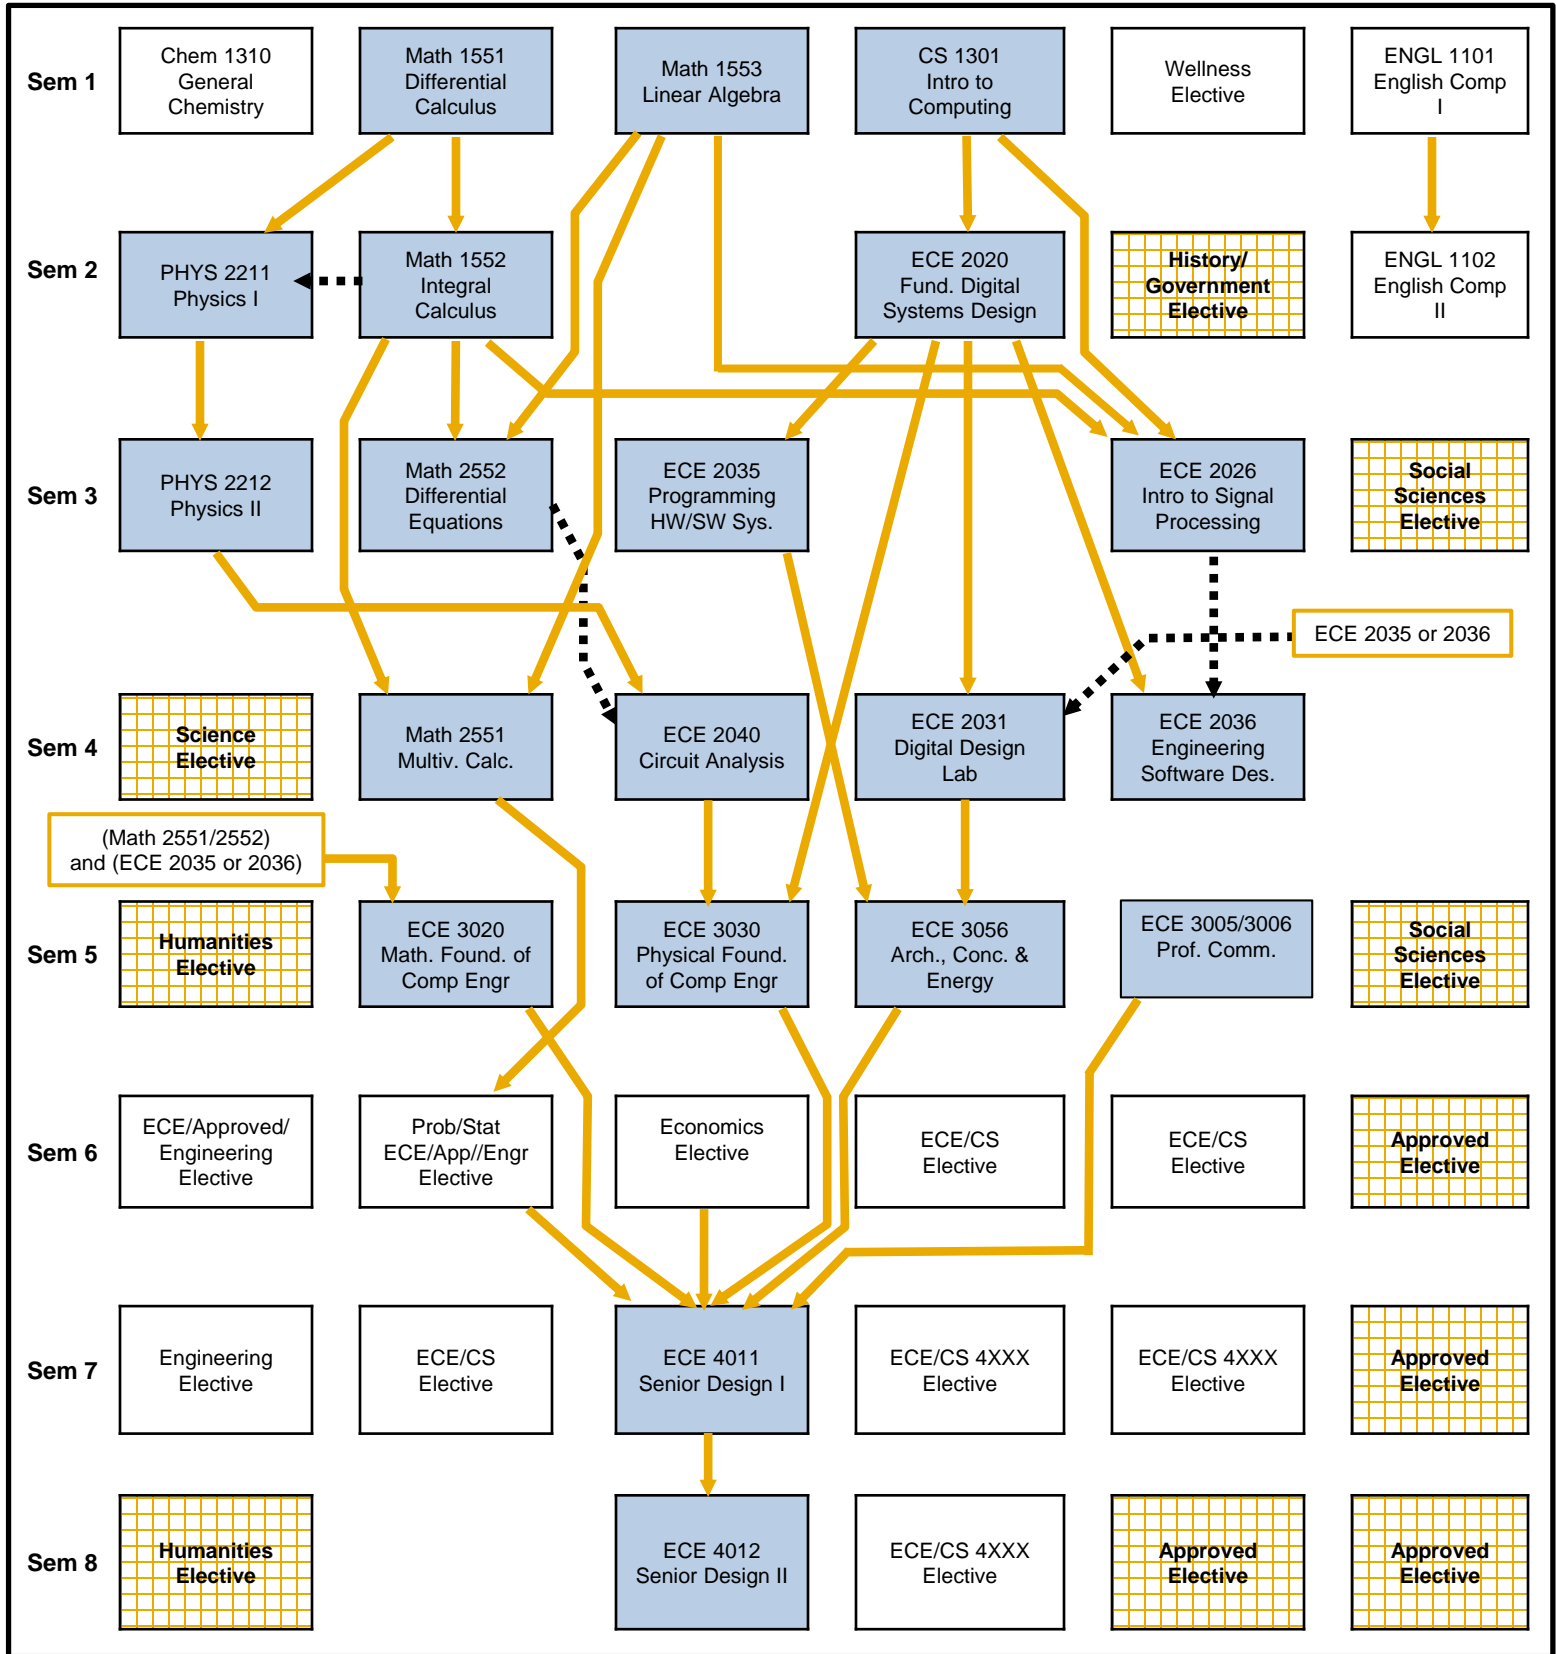 Sem 1
Chem 1310
General
Chemistry
Math 1551
Differential
Calculus
Math 1553
Linear Algebra
CS 1301
Intro to
Computing
Wellness
Elective
ENGL 1101
English Comp
I
Sem 2
PHYS 2211
Physics I
Math 1552
Integral
Calculus
ECE 2020
Fund. Digital
Systems Design
History/
Government
Elective
ENGL 1102
English Comp
II
Sem 3
PHYS 2212
Physics II
Math 2552
Differential
Equations
ECE 2035
Programming
HW/SW Sys.
ECE 2026
Intro to Signal
Processing
Social
Sciences
Elective
ECE 2035 or 2036
Sem 4
Science
Elective
Math 2551
Multiv. Calc.
ECE 2040
Circuit Analysis
ECE 2031
Digital Design
Lab
ECE 2036
Engineering
Software Des.
(Math 2551/2552)
and (ECE 2035 or 2036)
Sem 5
Humanities
Elective
ECE 3020
Math. Found. of
Comp Engr
ECE 3030
Physical Found.
of Comp Engr
ECE 3056
Arch., Conc. &
Energy
ECE 3005/3006
Prof. Comm.
Social
Sciences
Elective
Sem 6
ECE/Approved/
Engineering
Elective
Prob/Stat
ECE/App//Engr
Elective
Economics
Elective
ECE/CS
Elective
ECE/CS
Elective
Approved
Elective
Sem 7
Engineering
Elective
ECE/CS
Elective
ECE 4011
Senior Design I
ECE/CS 4XXX
Elective
ECE/CS 4XXX
Elective
Approved
Elective
Sem 8
Humanities
Elective
ECE 4012
Senior Design II
ECE/CS 4XXX
Elective
Approved
Elective
Approved
Elective